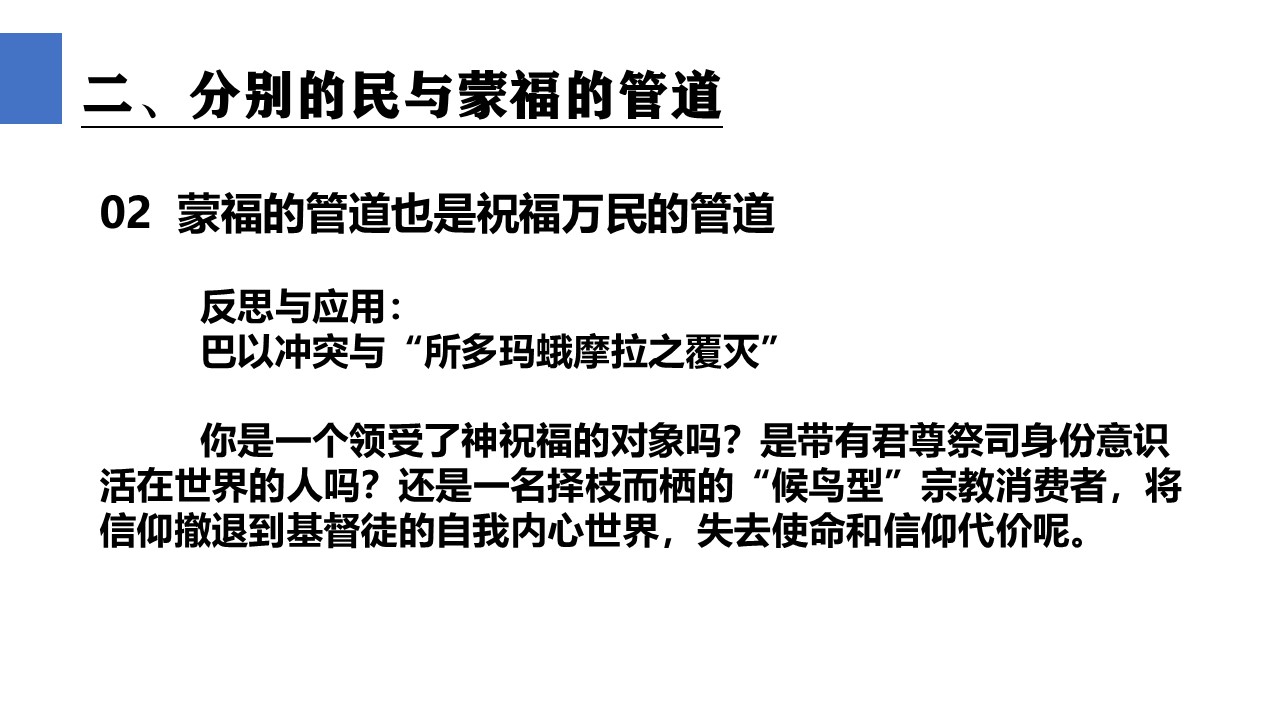 二、分别的民与蒙福的管道
02 蒙福的管道也是祝福万民的管道
反思与应用：
巴以冲突与“所多玛蛾摩拉之覆灭”
你是一个领受了神祝福的对象吗？是带有君尊祭司身份意识
活在世界的人吗？还是一名择枝而栖的“候鸟型”宗教消费者，将
信仰撤退到基督徒的自我内心世界，失去使命和信仰代价呢。